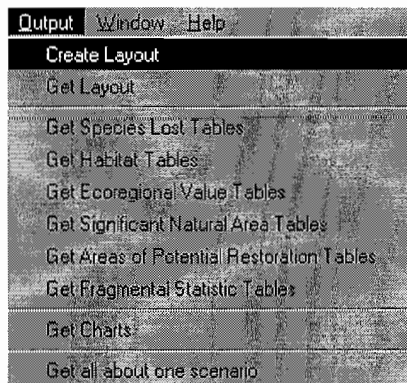 Output Window Help
Create Layout
Get Layout
Get Species Lost Tables
Get Habitat Tables
Get Ecoregional Value Tables
Get Significant Natural Area Tables
Get Areas of Potential Restoration Tables
Get Fragmental Statistic Tables
Get Charts
Get all about one scenario